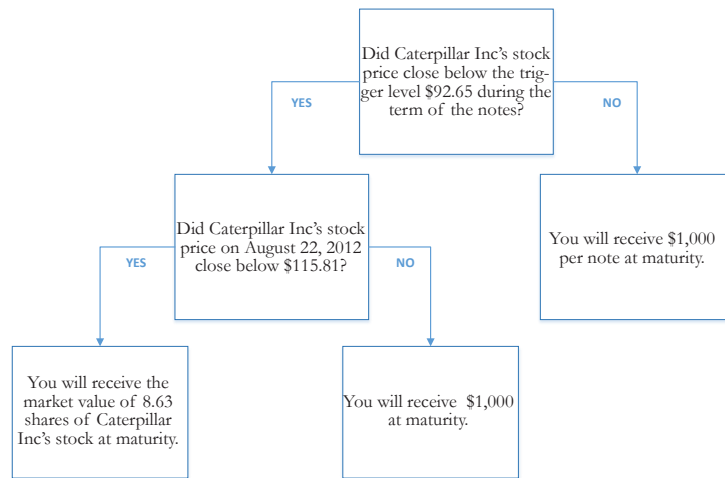 Did Caterpillar Inc's stock
price close below the trig-
ger level $92.65 during the
term of the notes?
YES
NO
Did Caterpillar Inc's stock
price on August 22, 2012
close below $115.81?
You will receive $1,000
per note at maturity.
YES
NO
You will receive the
market value of 8.63
shares of Caterpillar
Inc's stock at maturity.
You will receive $1,000
at maturity.